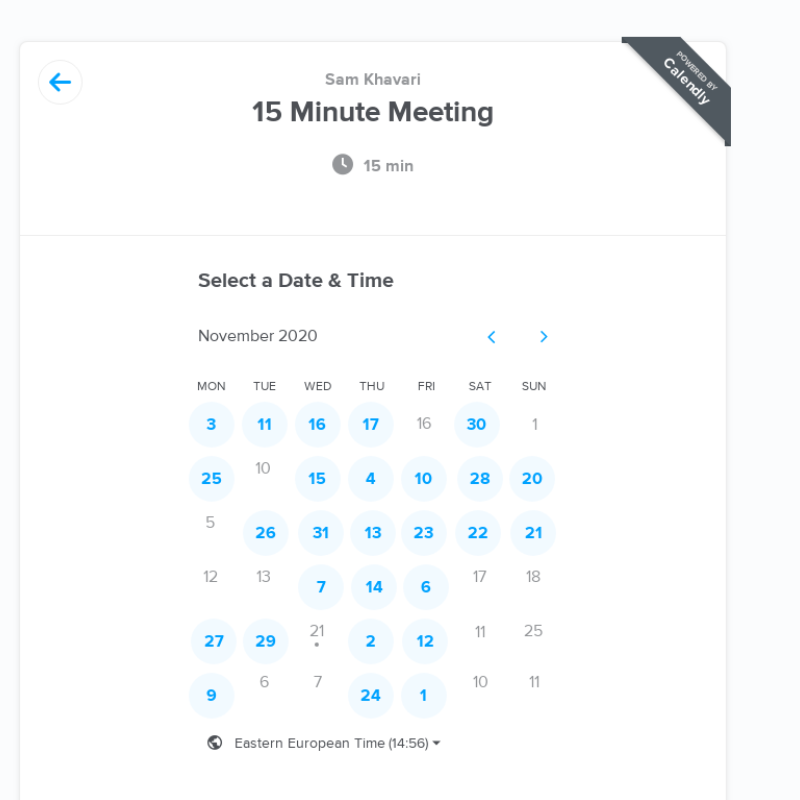 Sam Khavari
15 Minute Meeting
15 min
POWERED BY
Calendly
Select a Date & Time
November 2020
MON TUE WED THU FRI SAT SUN
3 11 16 17 16 30 1
25 10 15 4 10 28 20
5 26 31 13 23 22 21
12 13 7 14 6 17 18
27 29 21 2 12 11 25
9 6 7 24 1 10 11
Eastern European Time (14:56)